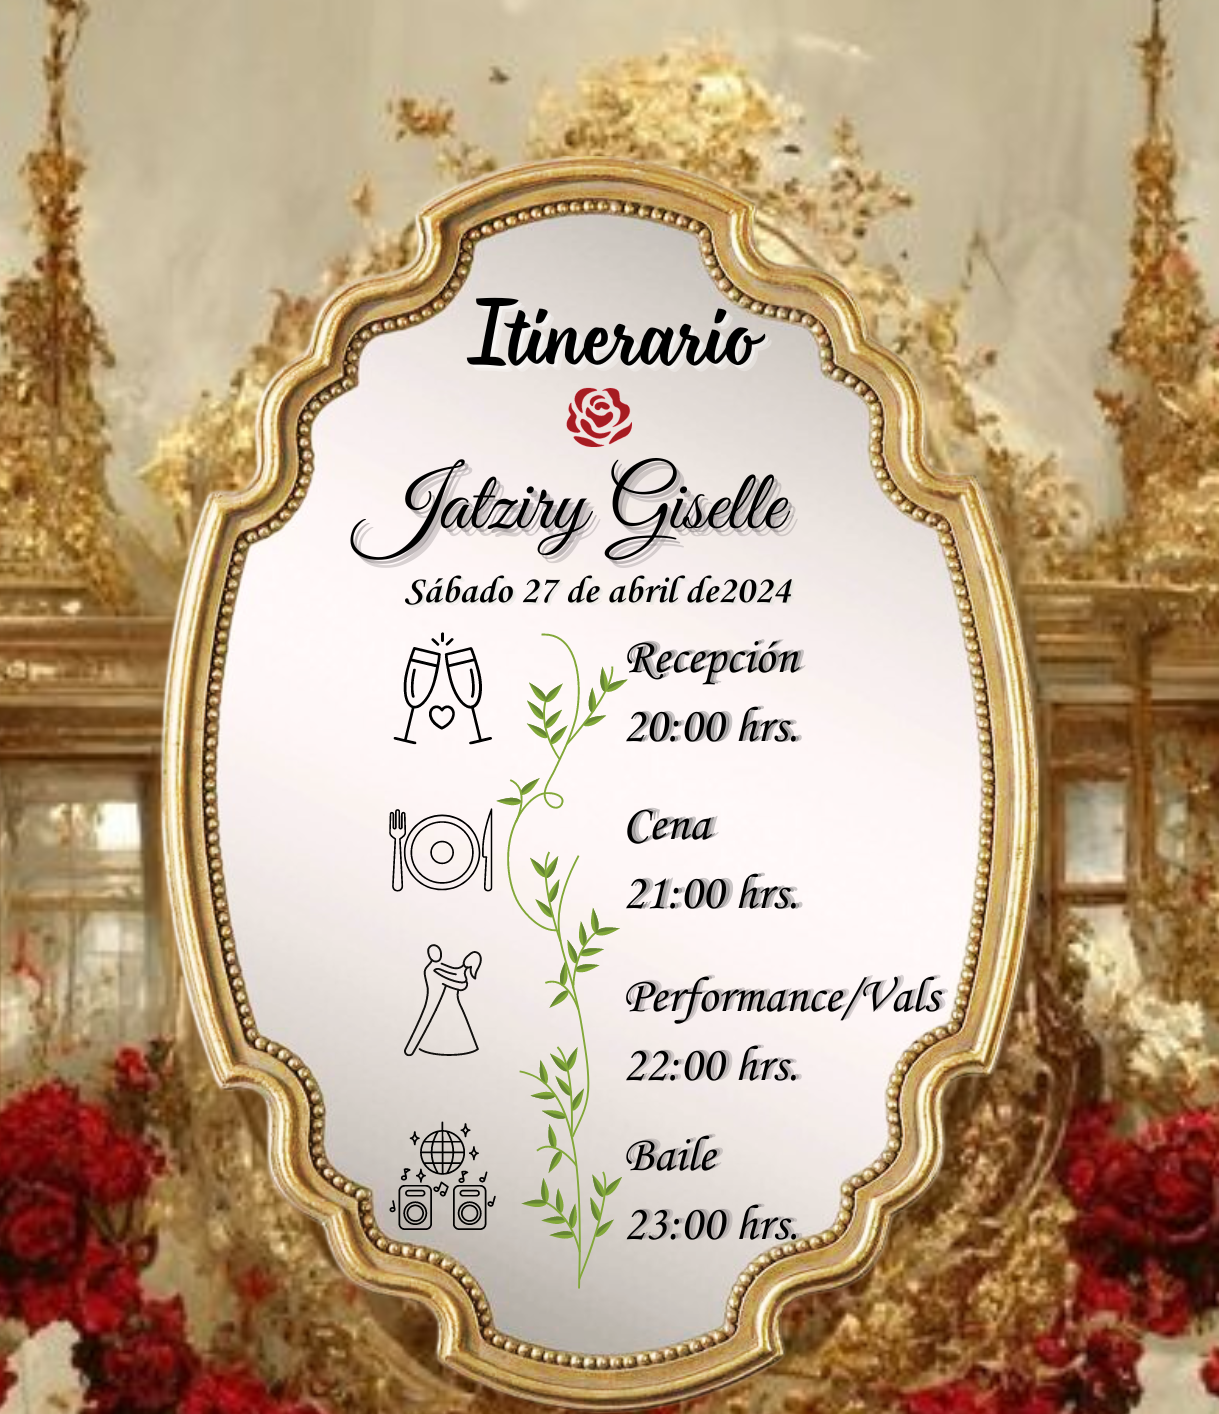 Itinerario
Jatziry Giselle
Sábado 27 de abril de2024
Recepción
20:00 hrs.
Cena
21:00 hrs.
Performance/Vals
22:00 hrs.
Baile
23:00 hrs.